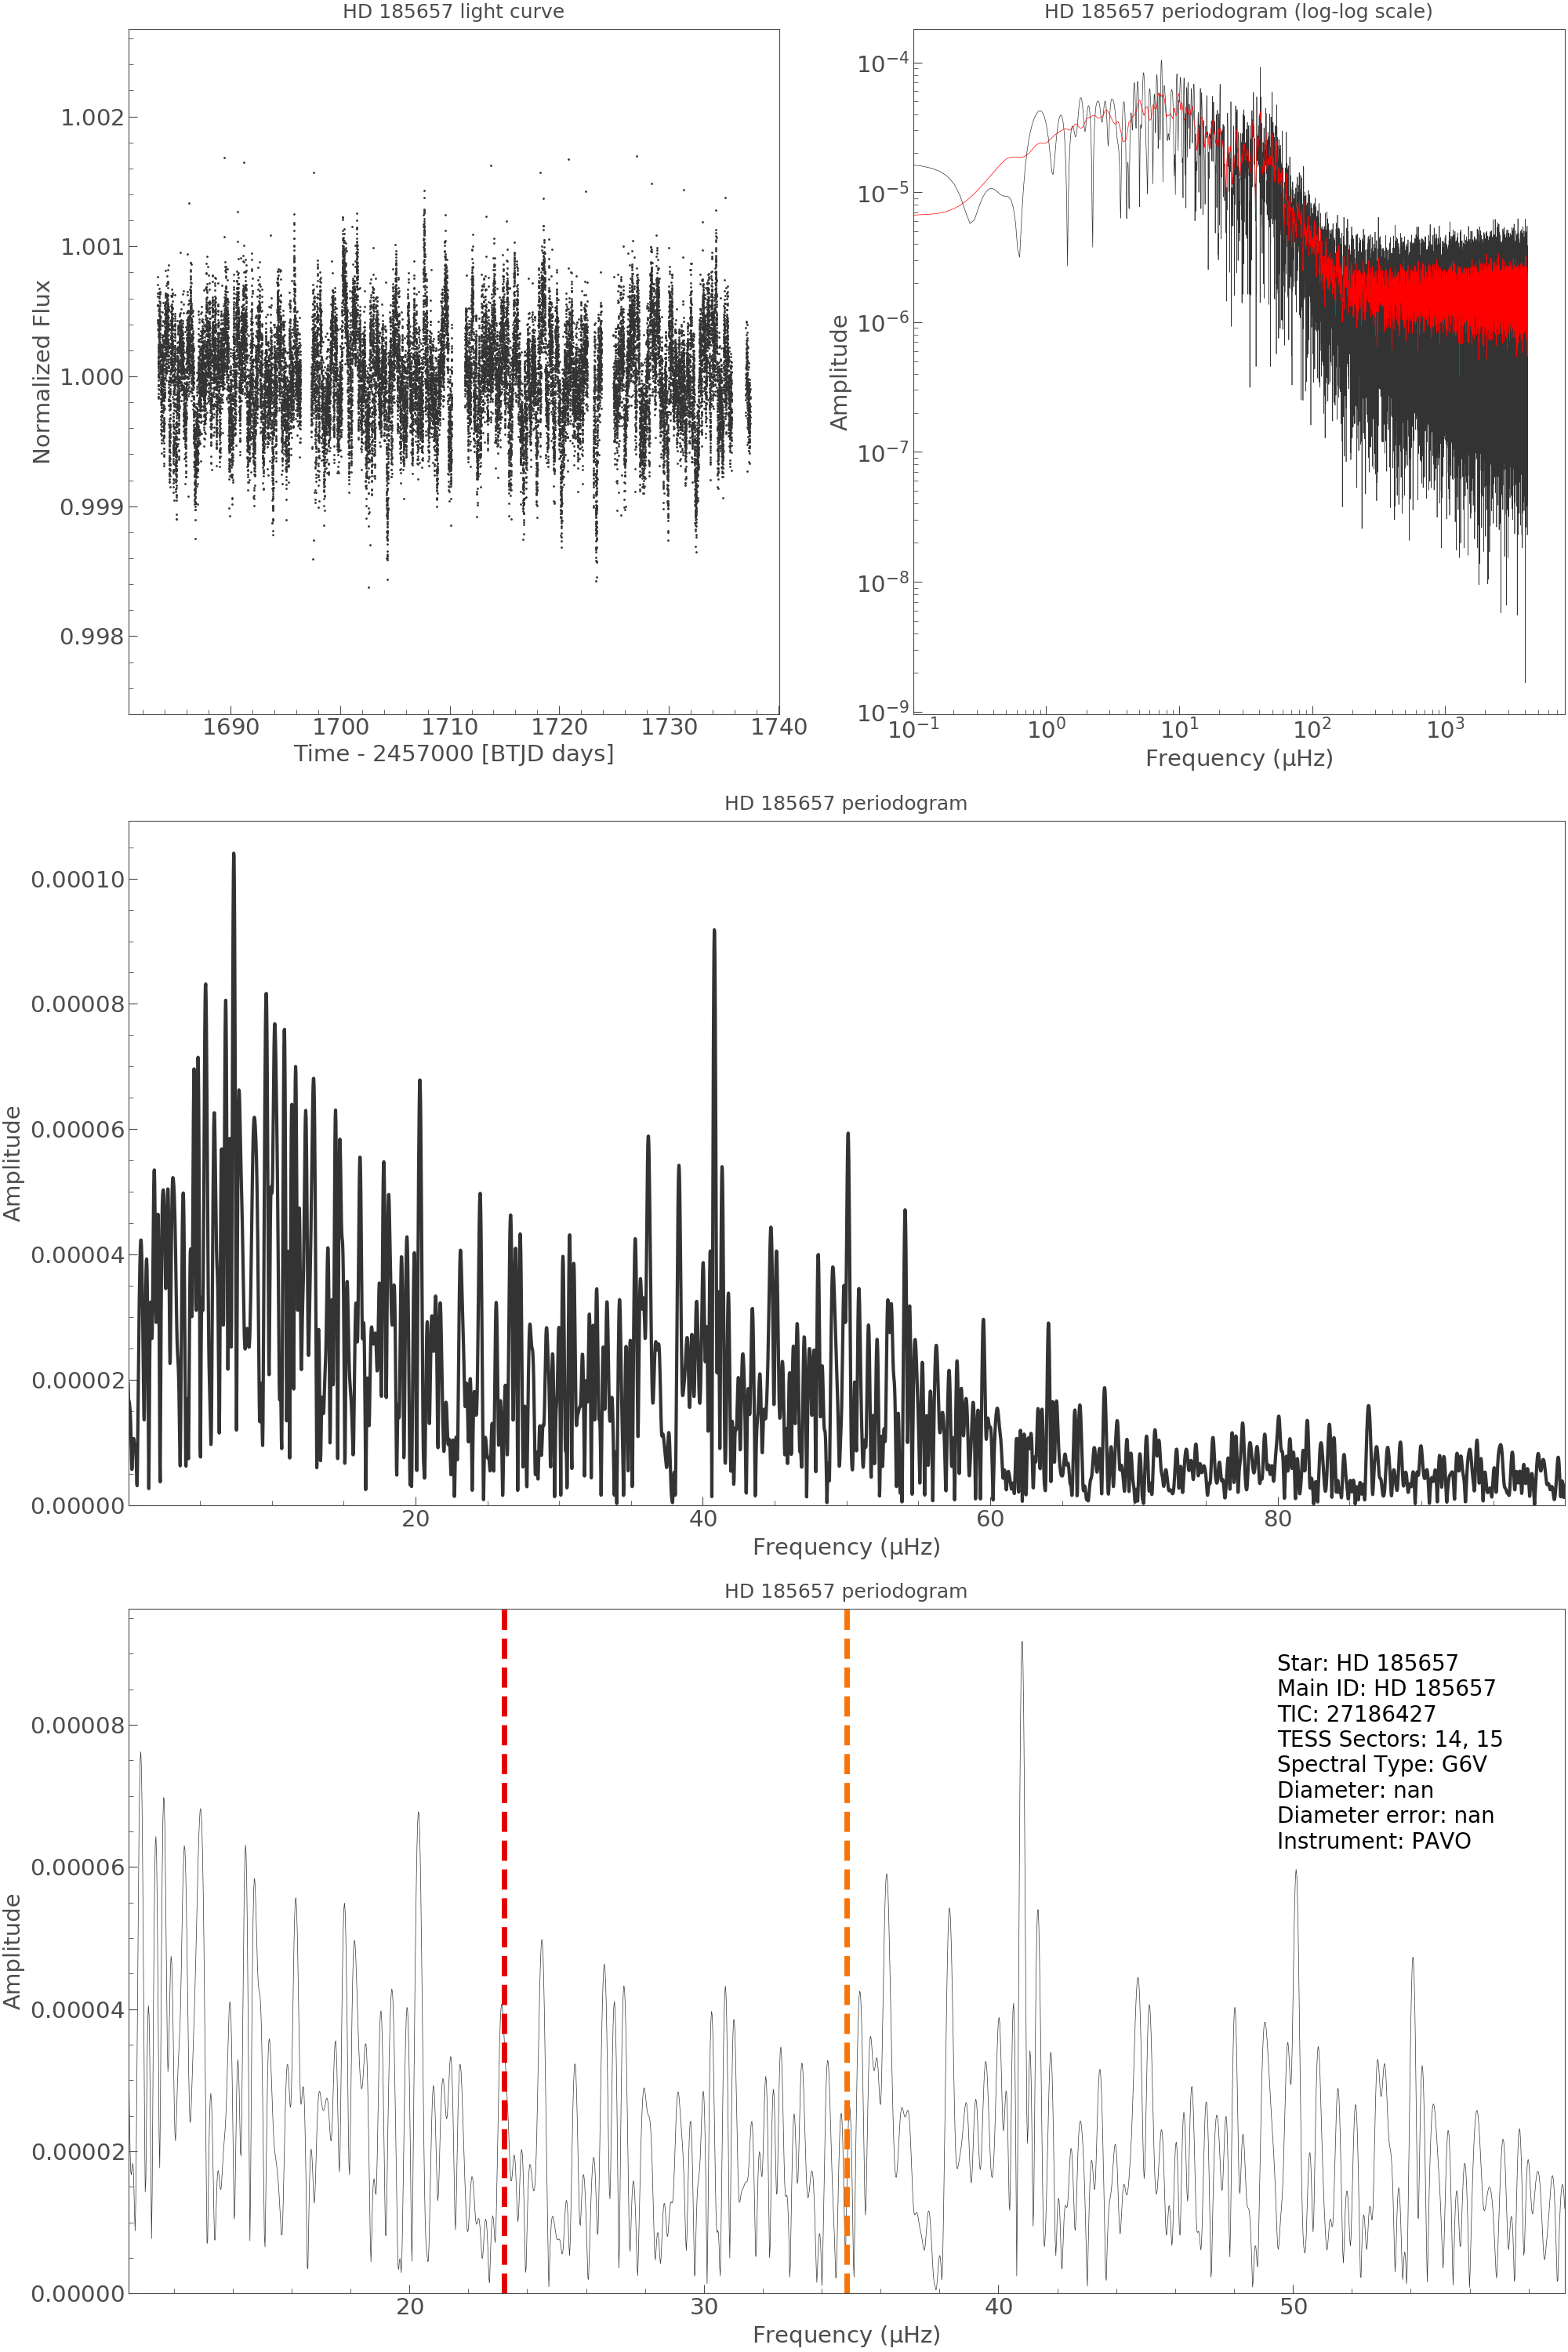 HD 185657 light curve
1.002
1.001
1.000
0.999
0.998
Normalized Flux
1690 1700 1710 1720 1730 1740
Time - 2457000 [BTJD days]
HD 185657 periodogram (log-log scale)
10⁻⁴
10⁻⁵
10⁻⁶
10⁻⁷
10⁻⁸
10⁻⁹
Amplitude
10⁻¹ 10⁰ 10¹ 10² 10³
Frequency (µHz)
HD 185657 periodogram
0.00010
0.00008
0.00006
0.00004
0.00002
0.00000
Amplitude
20 40 60 80
Frequency (µHz)
HD 185657 periodogram
Star: HD 185657
Main ID: HD 185657
TIC: 27186427
TESS Sectors: 14, 15
Spectral Type: G6V
Diameter: nan
Diameter error: nan
Instrument: PAVO
0.00008
0.00006
0.00004
0.00002
0.00000
Amplitude
20 30 40 50
Frequency (µHz)